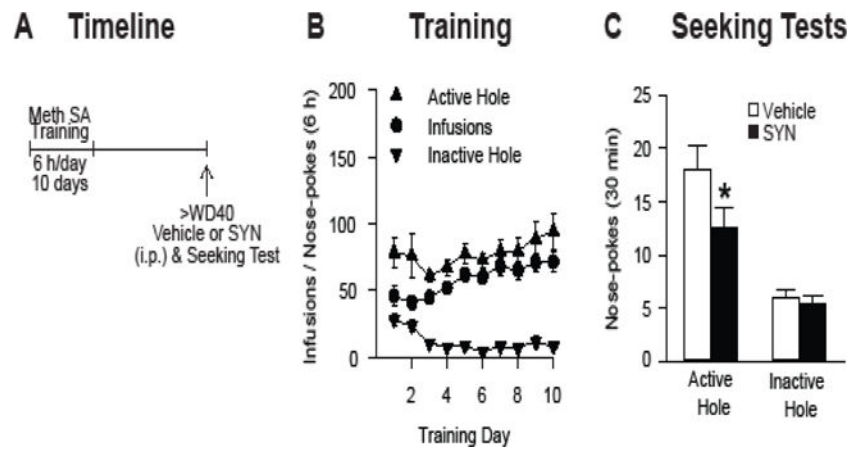 A Timeline
Meth SA
Training
6 h/day
10 days
>WD40
Vehicle or SYN
(i.p.) & Seeking Test
B Training
Infusions / Nose-pokes (6 h)
200
150
100
50
0
Active Hole
Infusions
Inactive Hole
2 4 6 8 10
Training Day
C Seeking Tests
Nose-pokes (30 min)
25
20
15
10
5
0
Vehicle
SYN
*
Active
Hole
Inactive
Hole